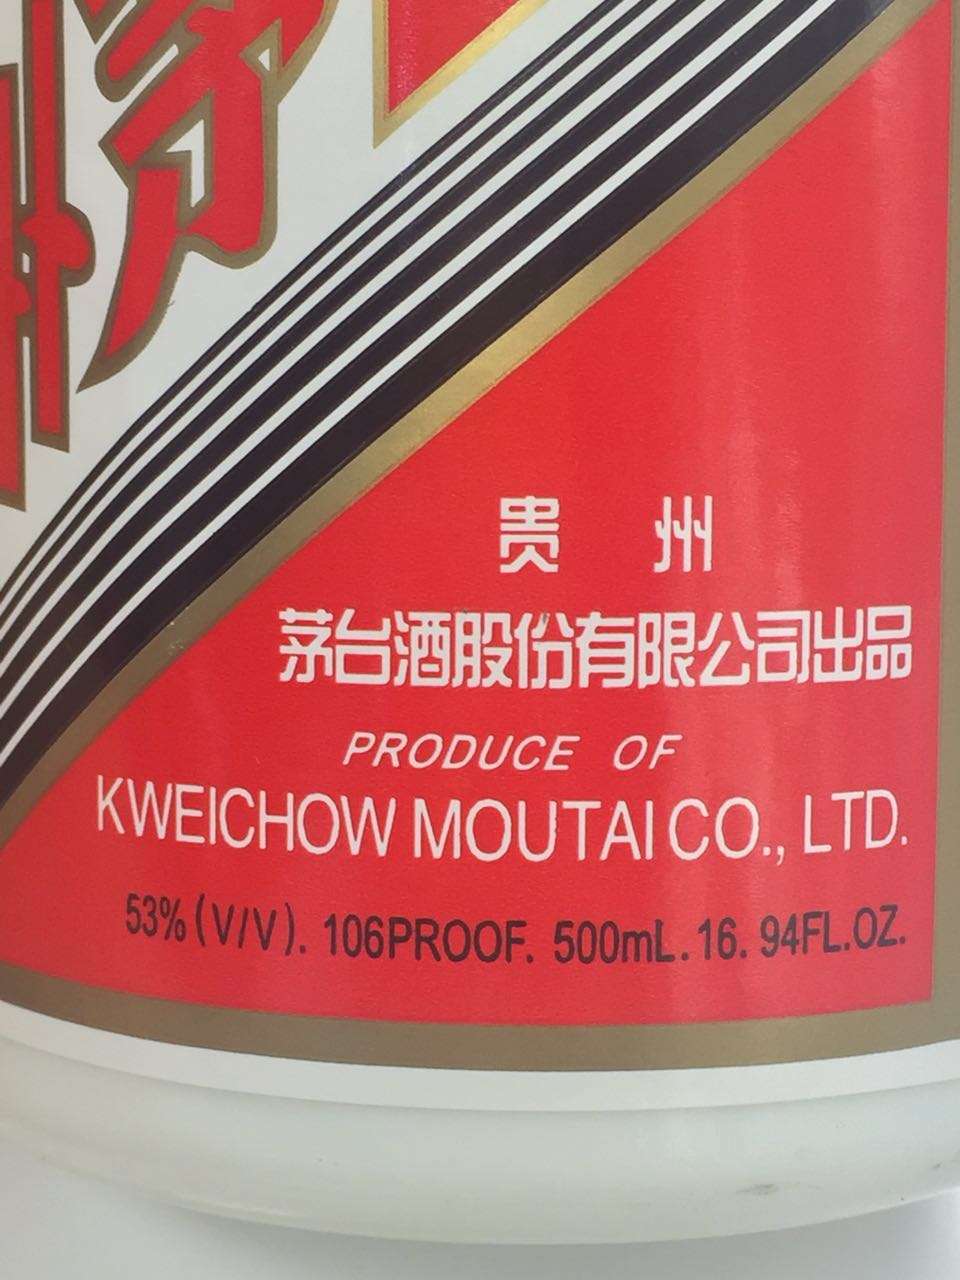 贵 州
茅台酒股份有限公司出品
PRODUCE OF
KWEICHOW MOUTAI CO., LTD.
53% (V/V). 106PROOF. 500mL. 16. 94FL.OZ.